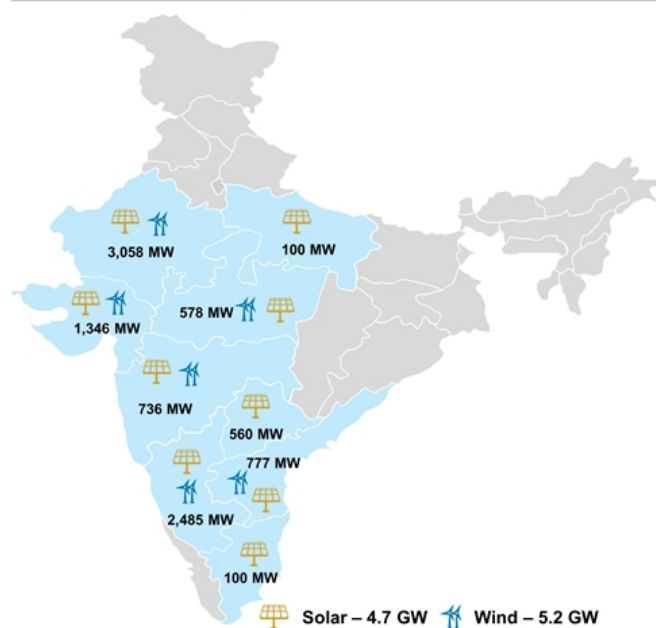 3,058 MW
100 MW
1,346 MW
578 MW
736 MW
560 MW
777 MW
2,485 MW
100 MW
Solar – 4.7 GW Wind – 5.2 GW